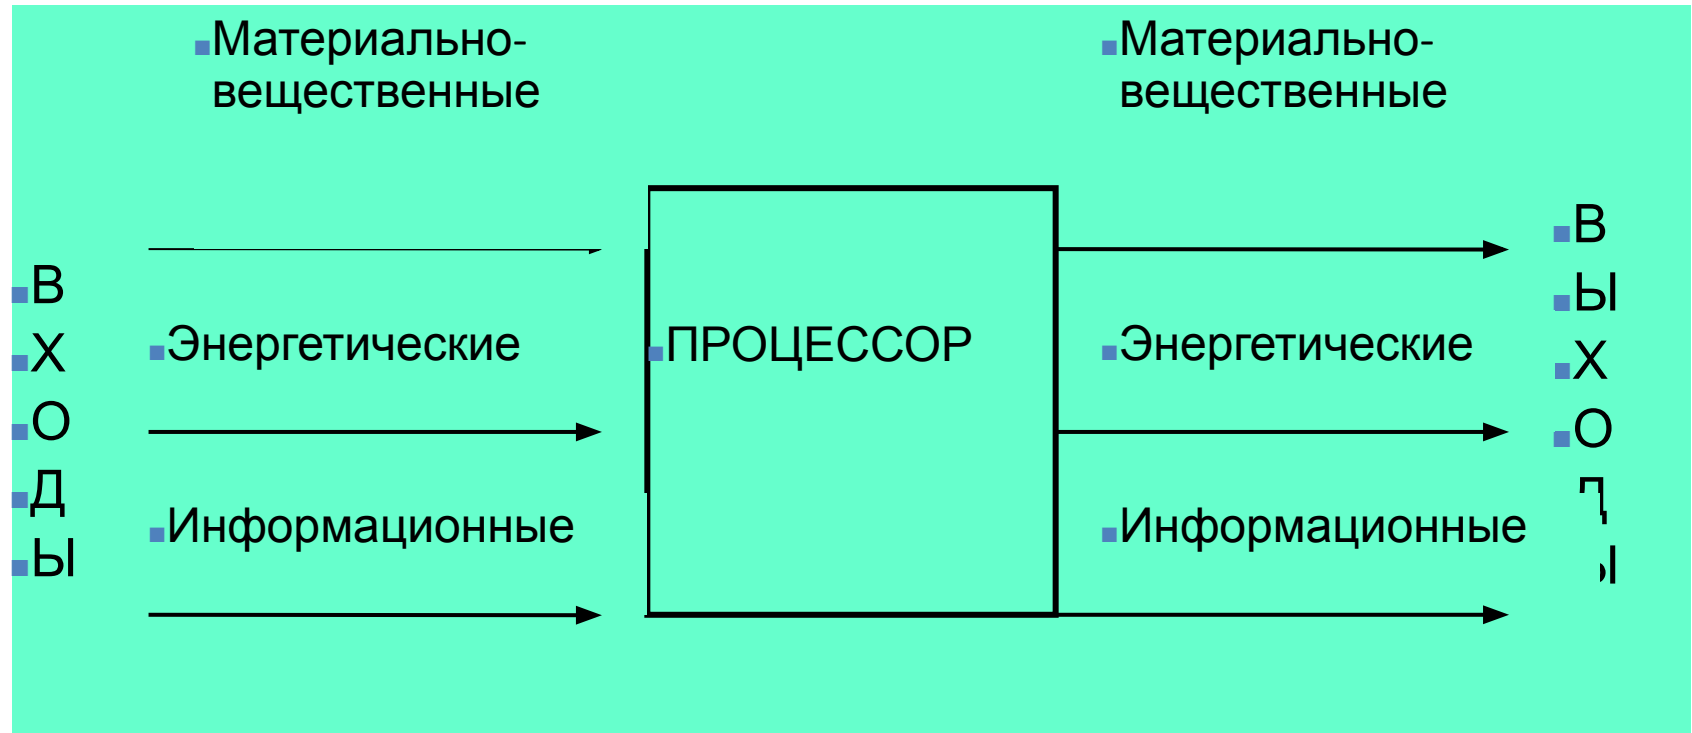 Материально-
вещественные
Материально-
вещественные
В
Х
О
Д
Ы
Энергетические
Информационные
ПРОЦЕССОР
Энергетические
Информационные
В
Ы
Х
О